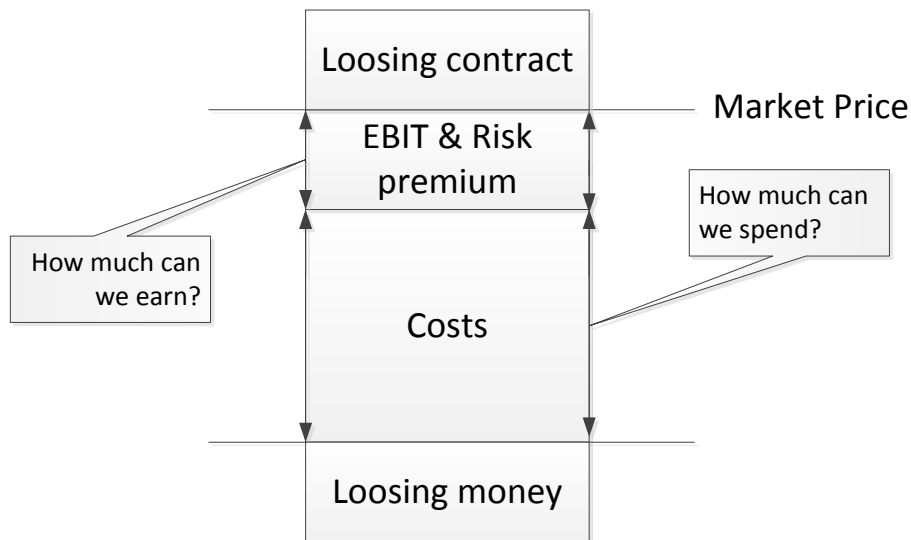 Loosing contract
Market Price
EBIT & Risk
premium
How much can
we spend?
How much can
we earn?
Costs
Loosing money